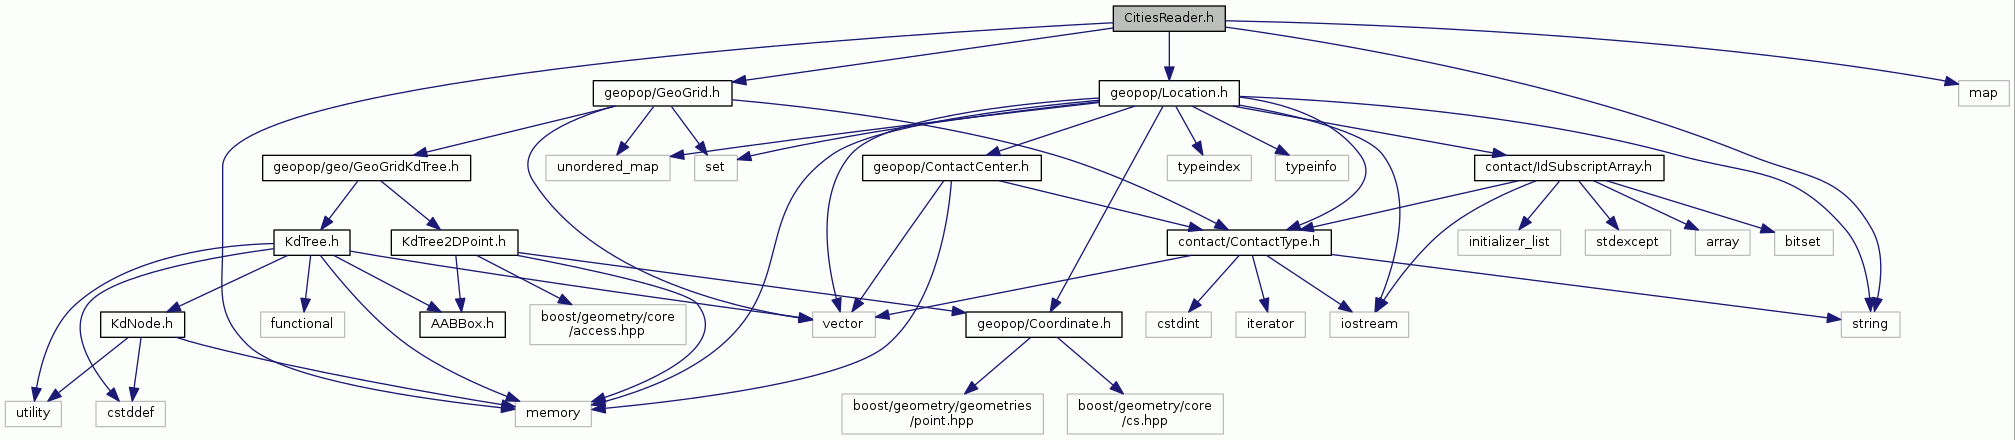 CitiesReader.h
geopop/GeoGrid.h
geopop/Location.h
map
geopop/geo/GeoGridKdTree.h
unordered_map
set
geopop/ContactCenter.h
typeindex
typeinfo
contact/IdSubscriptArray.h
KdTree.h
KdTree2DPoint.h
contact/ContactType.h
initializer_list
stdexcept
array
bitset
KdNode.h
functional
AABBox.h
boost/geometry/core
/access.hpp
vector
geopop/Coordinate.h
cstdint
iterator
iostream
string
utility
cstddef
memory
boost/geometry/geometries
/point.hpp
boost/geometry/core
/cs.hpp